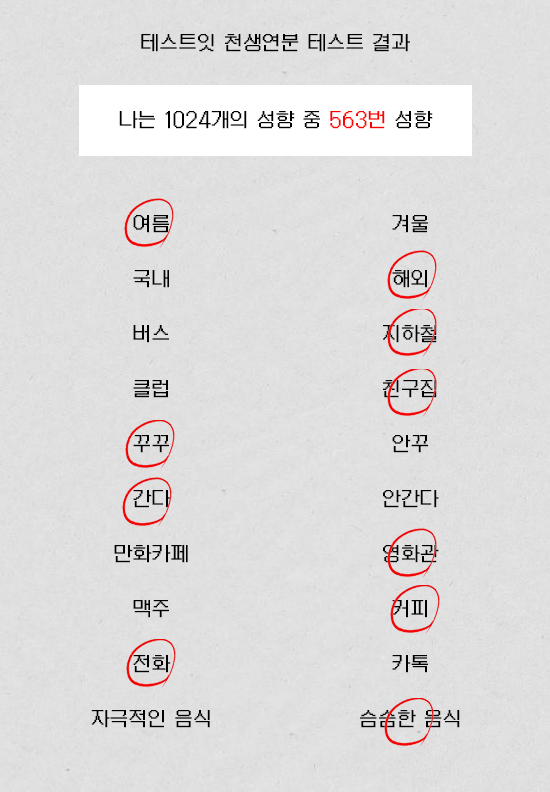 테스트잇 천생연분 테스트 결과
나는 1024개의 성향 중 563번 성향
여름 겨울
국내 해외
버스 지하철
클럽 친구집
꾸꾸 안꾸
간다 안간다
만화카페 영화관
맥주 커피
전화 카톡
자극적인 음식 슴슴한 음식